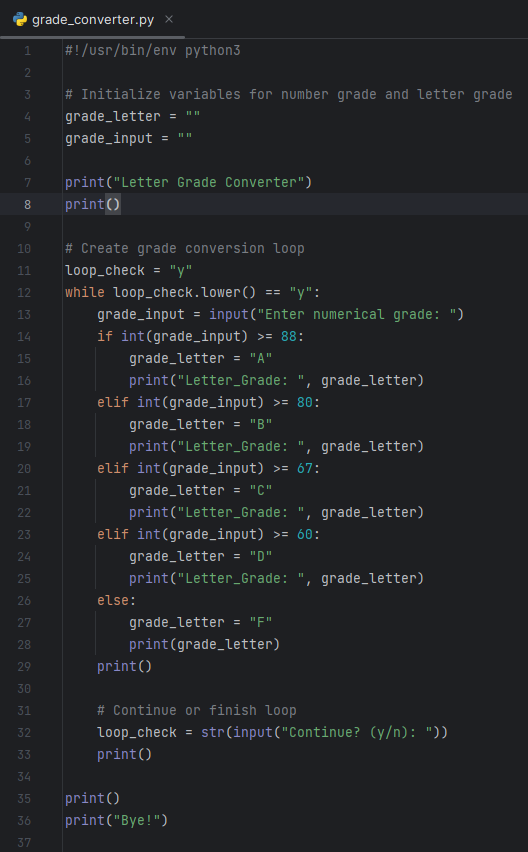 grade_converter.py ×
1 #!/usr/bin/env python3
2
3 # Initialize variables for number grade and letter grade
4 grade_letter = ""
5 grade_input = ""
6
7 print("Letter Grade Converter")
8 print()
9
10 # Create grade conversion loop
11 loop_check = "y"
12 while loop_check.lower() == "y":
13     grade_input = input("Enter numerical grade: ")
14     if int(grade_input) >= 88:
15         grade_letter = "A"
16         print("Letter_Grade: ", grade_letter)
17     elif int(grade_input) >= 80:
18         grade_letter = "B"
19         print("Letter_Grade: ", grade_letter)
20     elif int(grade_input) >= 67:
21         grade_letter = "C"
22         print("Letter_Grade: ", grade_letter)
23     elif int(grade_input) >= 60:
24         grade_letter = "D"
25         print("Letter_Grade: ", grade_letter)
26     else:
27         grade_letter = "F"
28         print(grade_letter)
29     print()
30
31     # Continue or finish loop
32     loop_check = str(input("Continue? (y/n): "))
33     print()
34
35 print()
36 print("Bye!")
37